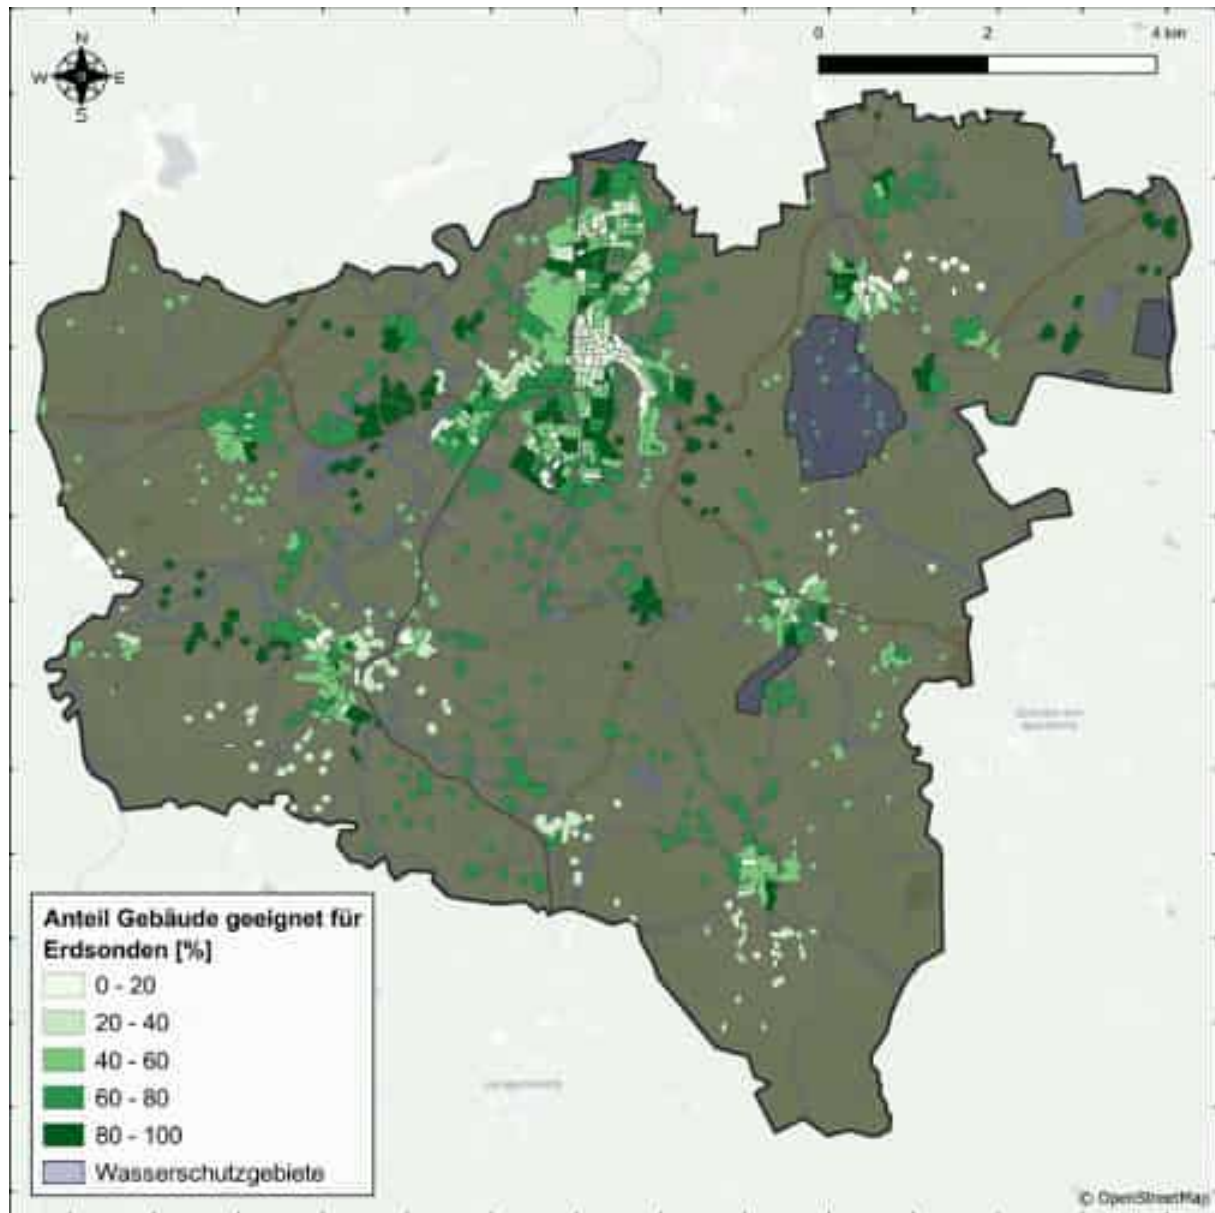 N
W E
S
0 2 4 km
Anteil Gebäude geeignet für
Erdsonden [%]
0 - 20
20 - 40
40 - 60
60 - 80
80 - 100
Wasserschutzgebiete
© OpenStreetMap